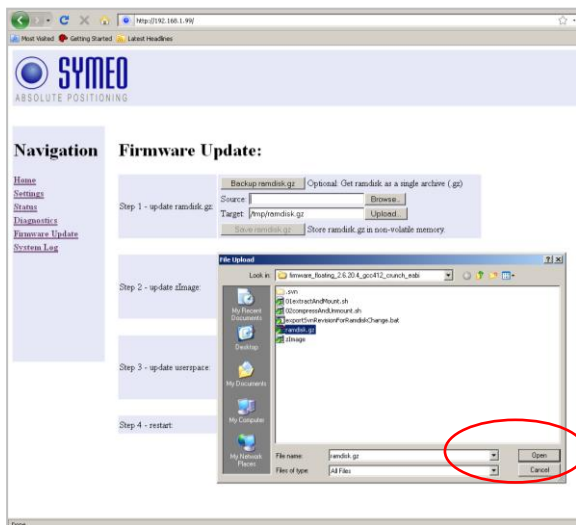 http://192.168.1.99/
Most Visited Getting Started Latest Headlines
SYMEO
ABSOLUTE POSITIONING
Navigation
Home
Settings
Status
Diagnostics
Firmware Update
System Log
Firmware Update:
Step 1 - update ramdisk.gz:
Backup ramdisk.gz Optional: Get ramdisk as a single archive (.gz)
Source: Browse..
Target: /tmp/ramdisk.gz Upload..
Save ramdisk.gz Store ramdisk.gz in non-volatile memory.
Step 2 - update zImage:
Step 3 - update userspace:
Step 4 - restart:
File Upload
Look in: firmware_floating_2.6.20.4_gcc412_crunch_eabi
My Recent Documents
Desktop
My Documents
My Computer
My Network Places
.svn
01extractAndMount.sh
02compressAndUnmount.sh
exportSvnRevisionForRamdiskChange.bat
ramdisk.gz
zImage
File name: ramdisk.gz Open
Files of type: All Files Cancel